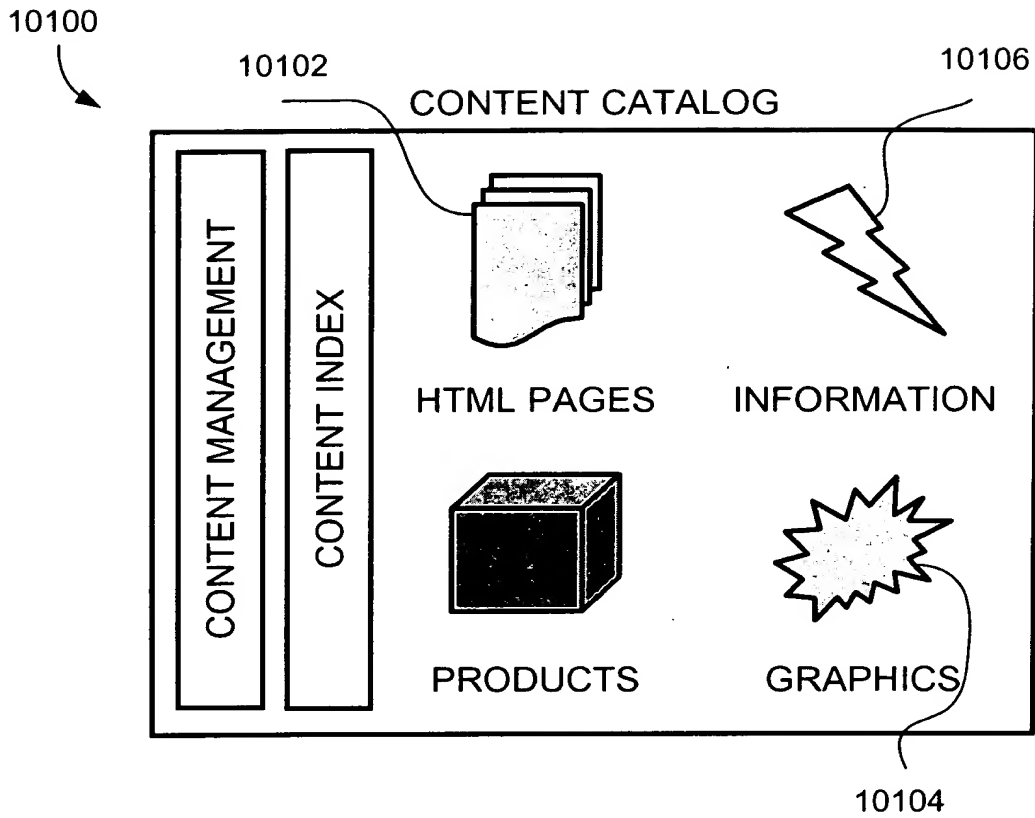 10100
10102
10106
CONTENT CATALOG
CONTENT MANAGEMENT
CONTENT INDEX
HTML PAGES
INFORMATION
PRODUCTS
GRAPHICS
10104